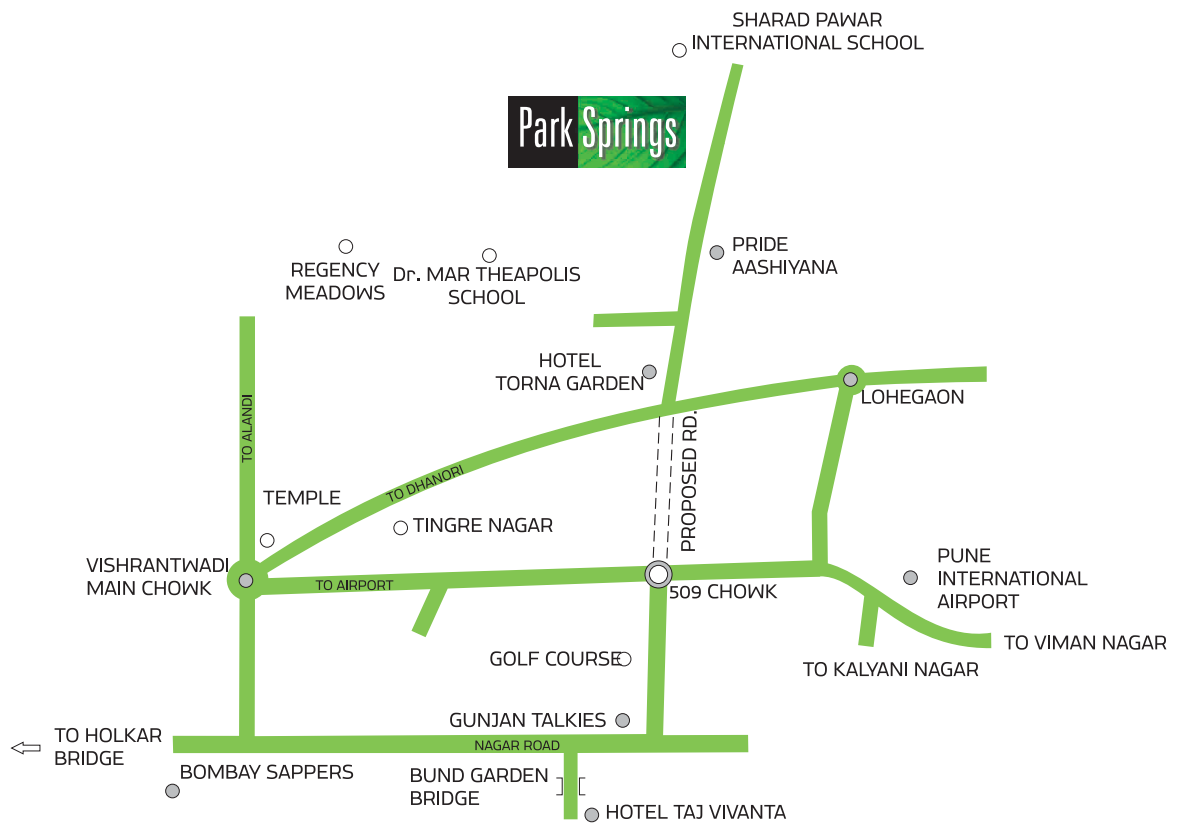 SHARAD PAWAR
INTERNATIONAL SCHOOL
Park Springs
PRIDE
AASHIYANA
REGENCY
MEADOWS
Dr. MAR THEAPOLIS
SCHOOL
HOTEL
TORNA GARDEN
LOHEGAON
TO ALANDI
TO DHANORI
PROPOSED RD.
TEMPLE
TINGRE NAGAR
VISHRANTWADI
MAIN CHOWK
TO AIRPORT
509 CHOWK
PUNE
INTERNATIONAL
AIRPORT
TO VIMAN NAGAR
TO KALYANI NAGAR
GOLF COURSE
GUNJAN TALKIES
TO HOLKAR
BRIDGE
NAGAR ROAD
BOMBAY SAPPERS
BUND GARDEN
BRIDGE
HOTEL TAJ VIVANTA